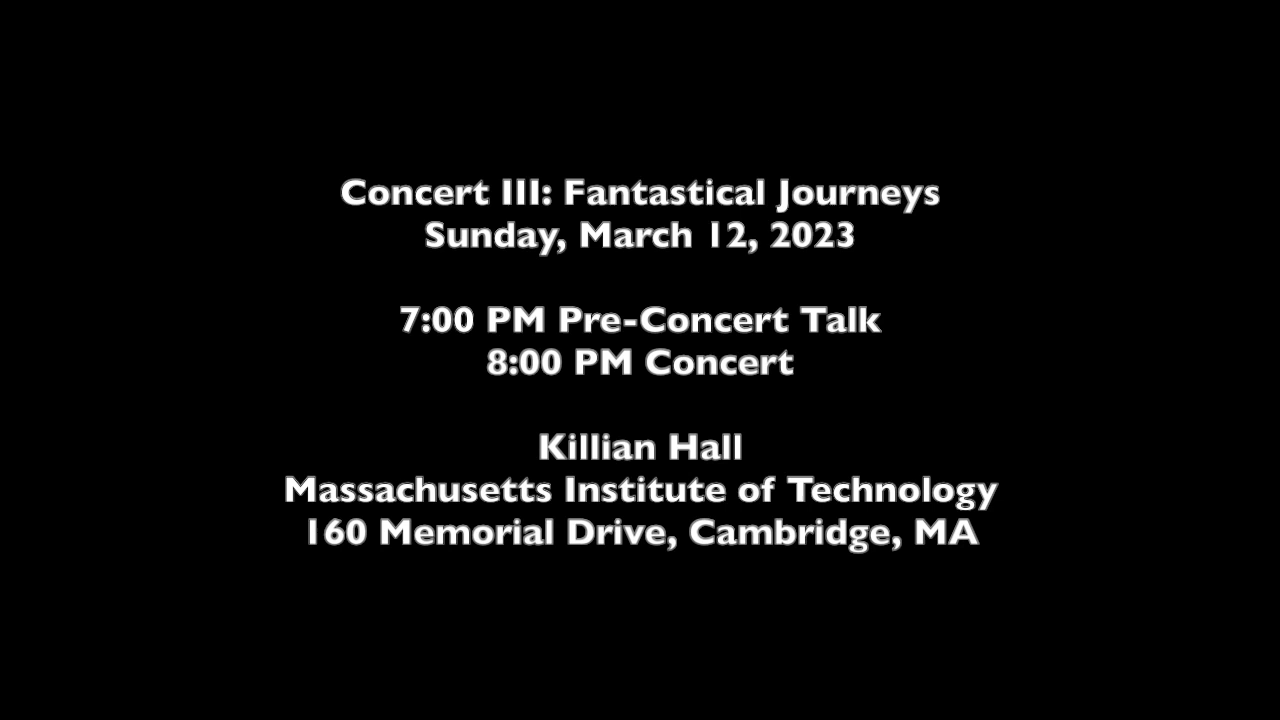 Concert III: Fantastical Journeys
Sunday, March 12, 2023
7:00 PM Pre-Concert Talk
8:00 PM Concert
Killian Hall
Massachusetts Institute of Technology
160 Memorial Drive, Cambridge, MA